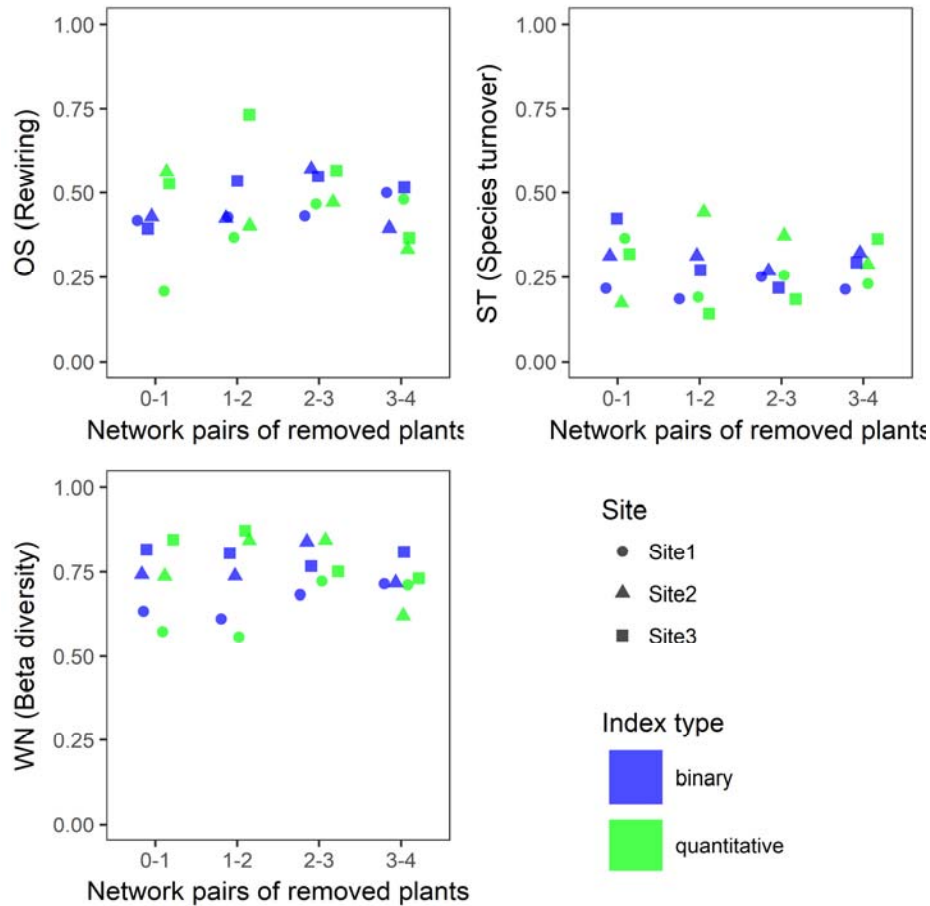 OS (Rewiring)
1.00
0.75
0.50
0.25
0.00
0-1 1-2 2-3 3-4
Network pairs of removed plants
ST (Species turnover)
1.00
0.75
0.50
0.25
0.00
0-1 1-2 2-3 3-4
Network pairs of removed plants
WN (Beta diversity)
1.00
0.75
0.50
0.25
0.00
0-1 1-2 2-3 3-4
Network pairs of removed plants
Site
Site1
Site2
Site3
Index type
binary
quantitative